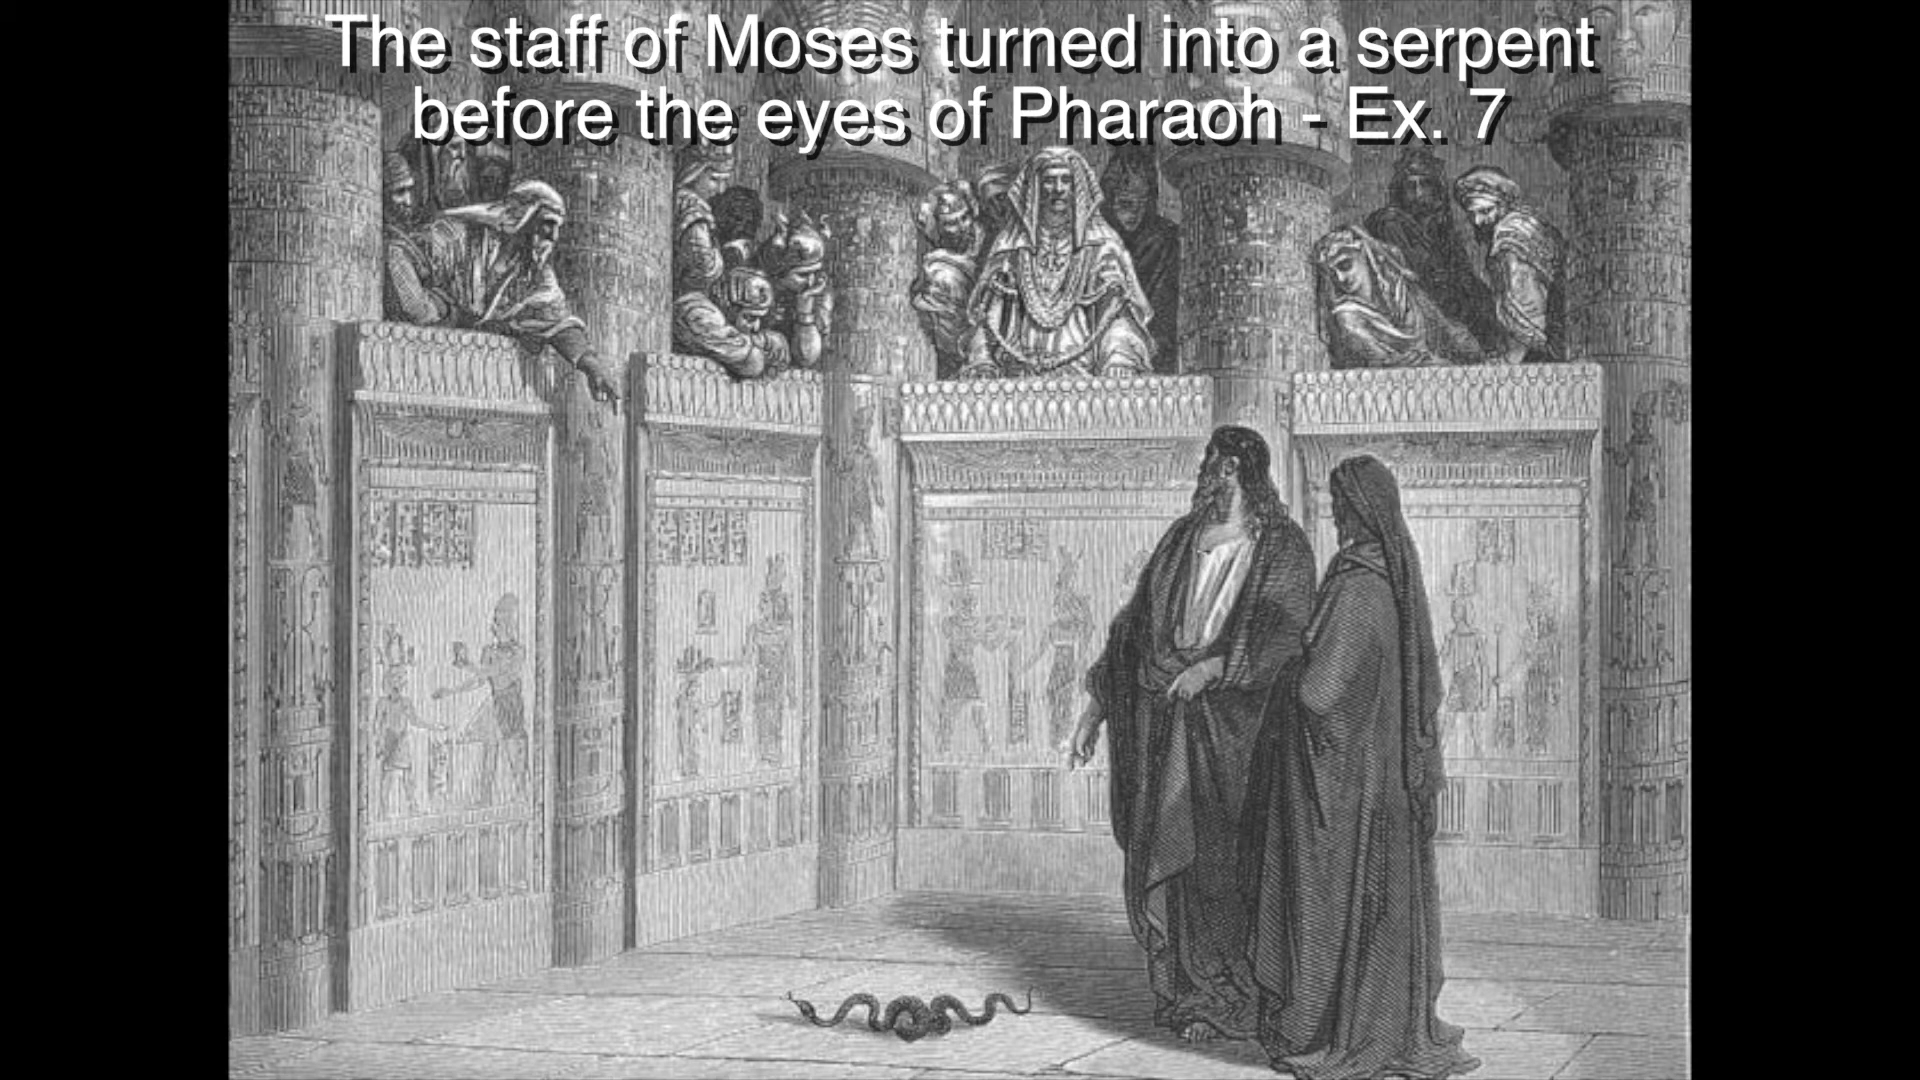 The staff of Moses turned into a serpent
before the eyes of Pharaoh - Ex. 7